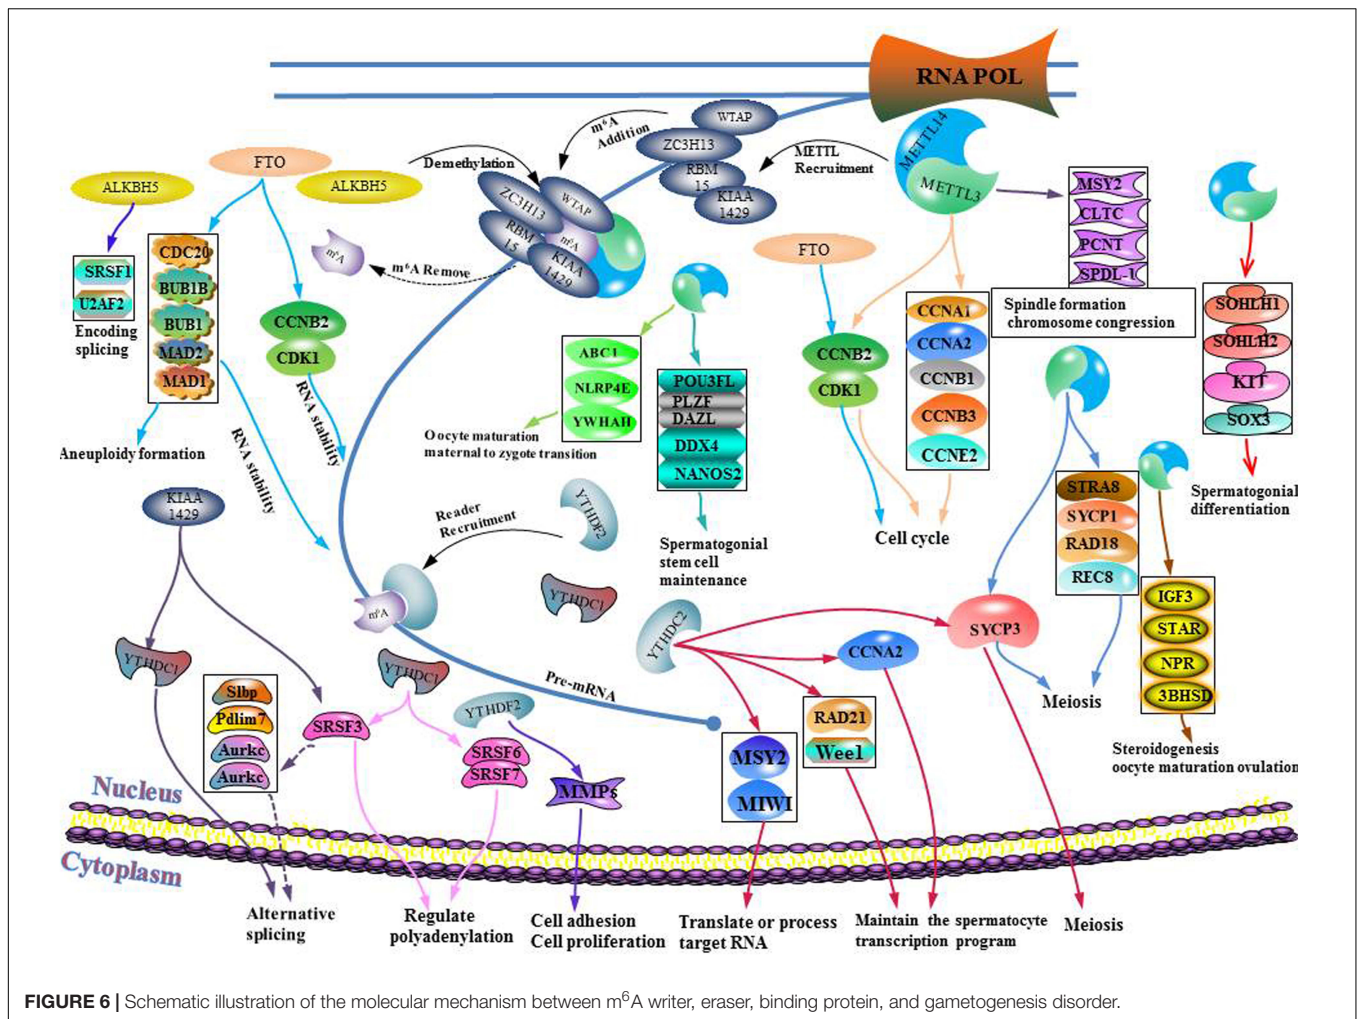 RNA POL
WTAP
ZC3H13
RBM
15
KIAA
1429
m6A
Addition
METTL
Recruitment
METTL14
METTL3
Demethylation
FTO
ALKBH5
ALKBH5
SRSF1
U2AF2
Encoding
splicing
CDC20
BUB1B
BUB1
MAD2
MAD1
Aneuploidy formation
CCNB2
CDK1
RNA stability
RNA stability
ZC3H13
WTAP
RBM
15
KIAA
1429
m6A
m6A
m6A Remove
ABC1
NLRP4E
YWHAH
Oocyte maturation
maternal to zygote transition
POU3FL
PLZF
DAZL
DDX4
NANOS2
Spermatogonial
stem cell
maintenance
FTO
CCNB2
CDK1
CCNA1
CCNA2
CCNB1
CCNB3
CCNE2
Cell cycle
MSY2
CLTC
PCNT
SPDL-1
Spindle formation
chromosome congression
SOHLH1
SOHLH2
KIT
SOX3
Spermatogonial
differentiation
STRA8
SYCP1
RAD18
REC8
Meiosis
IGF3
STAR
NPR
3BHSD
Steroidogenesis
oocyte maturation ovulation
KIAA
1429
YTHDC1
Slbp
Pdlim7
Aurkc
Aurkc
SRSF3
Reader
Recruitment
YTHDF2
m6A
YTHDC1
YTHDC1
SRSF6
SRSF7
YTHDF2
MMPs
Pre-mRNA
YTHDC2
CCNA2
SYCP3
RAD21
Wee1
MSY2
MIWI
Nucleus
Cytoplasm
Alternative
splicing
Regulate
polyadenylation
Cell adhesion
Cell proliferation
Translate or process
target RNA
Maintain the spermatocyte
transcription program
Meiosis
FIGURE 6 | Schematic illustration of the molecular mechanism between m6A writer, eraser, binding protein, and gametogenesis disorder.